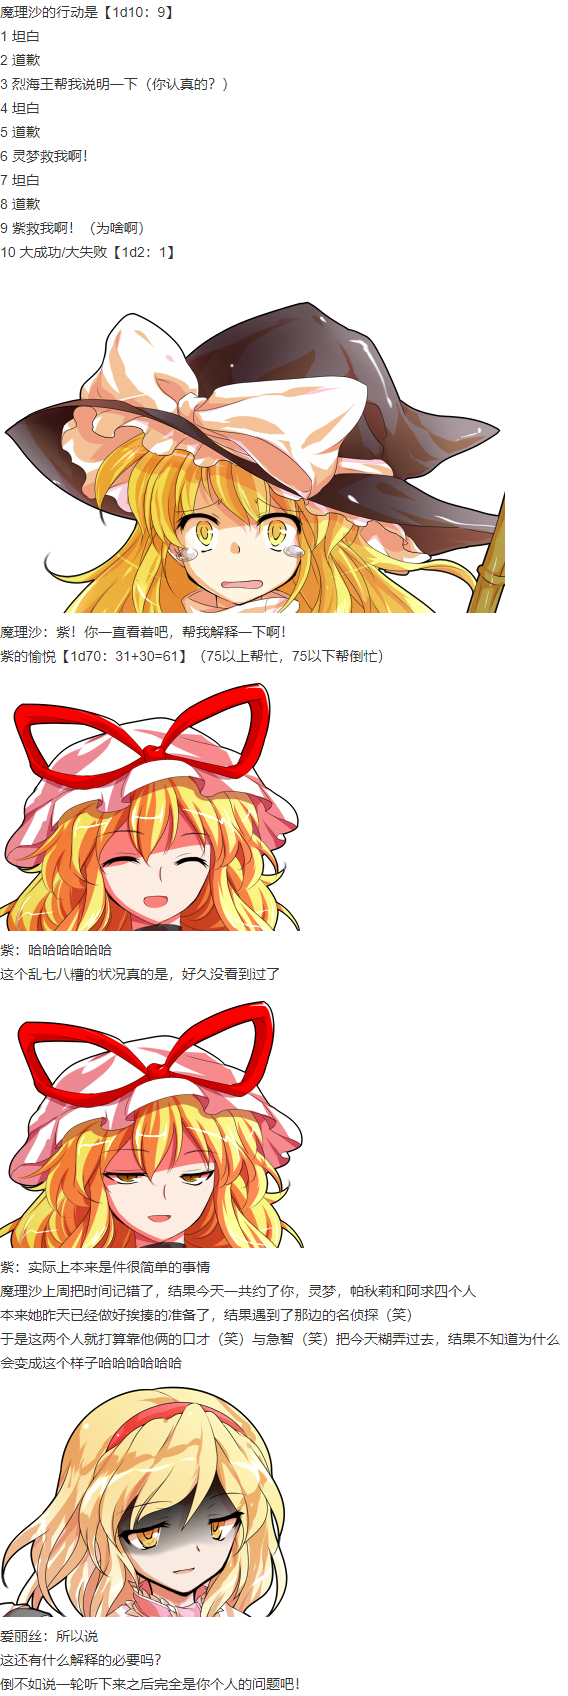 魔理沙的行动是【1d10：9】
1 坦白
2 道歉
3 烈海王帮我说明一下（你认真的？）
4 坦白
5 道歉
6 灵梦救我啊！
7 坦白
8 道歉
9 紫救我啊！（为啥啊）
10 大成功/大失败【1d2：1】
魔理沙：紫！你一直看着吧，帮我解释一下啊！
紫的愉悦【1d70：31+30=61】（75以上帮忙，75以下帮倒忙）
紫：哈哈哈哈哈哈
这个乱七八糟的状况真的是，好久没看到过了
紫：实际上本来是件很简单的事情
魔理沙上周把时间记错了，结果今天一共约了你，灵梦，帕秋莉和阿求四个人
本来她昨天已经做好挨揍的准备了，结果遇到了那边的名侦探（笑）
于是这两个人就打算靠他俩的口才（笑）与急智（笑）把今天糊弄过去，结果不知道为什么
会变成这个样子哈哈哈哈哈哈
爱丽丝：所以说
这还有什么解释的必要吗？
倒不如说一轮听下来之后完全是你个人的问题吧！